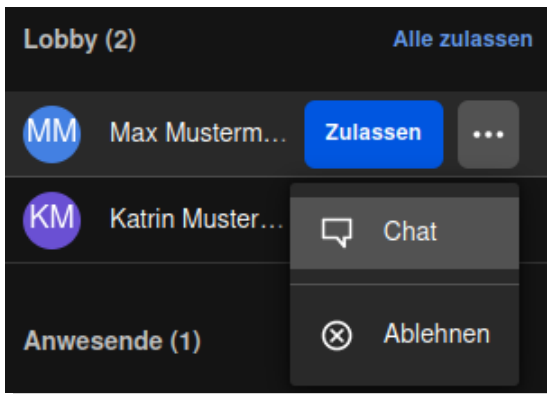 Lobby (2) Alle zulassen
MM Max Musterm... Zulassen ...
KM Katrin Muster... Chat
Anwesende (1) Ablehnen